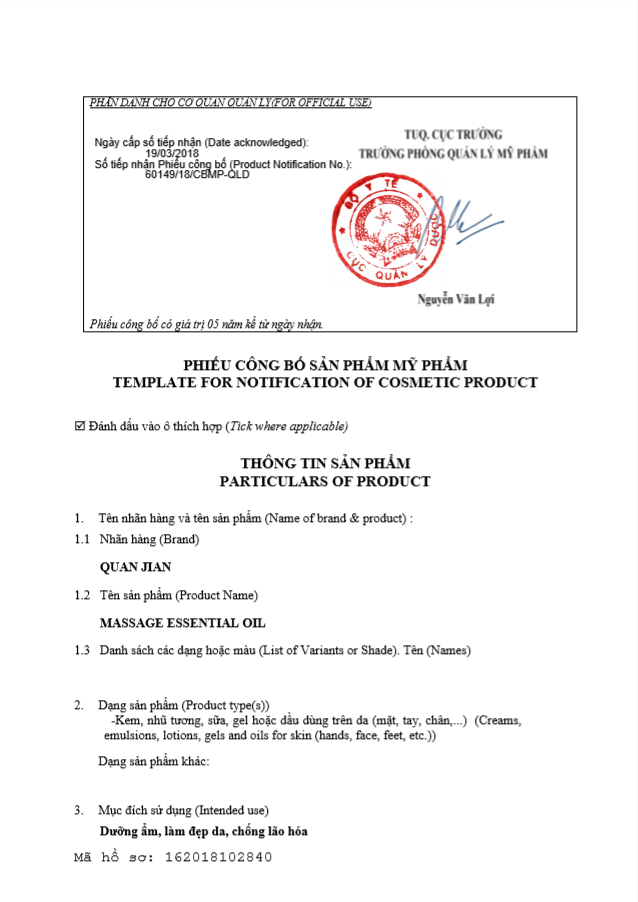 PHẦN DÀNH CHO CƠ QUAN QUẢN LÝ(FOR OFFICIAL USE)
Ngày cấp số tiếp nhận (Date acknowledged):
19/03/2018
Số tiếp nhận Phiếu công bố (Product Notification No.):
60149/18/CBMP-QLD
TUQ. CỤC TRƯỞNG
TRƯỞNG PHÒNG QUẢN LÝ MỸ PHẨM
BỘ Y TẾ
CỤC QUẢN LÝ DƯỢC
Nguyễn Văn Lợi
Phiếu công bố có giá trị 05 năm kể từ ngày nhận.
PHIẾU CÔNG BỐ SẢN PHẨM MỸ PHẨM
TEMPLATE FOR NOTIFICATION OF COSMETIC PRODUCT
☑ Đánh dấu vào ô thích hợp (Tick where applicable)
THÔNG TIN SẢN PHẨM
PARTICULARS OF PRODUCT
1. Tên nhãn hàng và tên sản phẩm (Name of brand & product) :
1.1 Nhãn hàng (Brand)
QUAN JIAN
1.2 Tên sản phẩm (Product Name)
MASSAGE ESSENTIAL OIL
1.3 Danh sách các dạng hoặc màu (List of Variants or Shade). Tên (Names)
2. Dạng sản phẩm (Product type(s))
-Kem, nhũ tương, sữa, gel hoặc dầu dùng trên da (mặt, tay, chân,...) (Creams,
emulsions, lotions, gels and oils for skin (hands, face, feet, etc.))
Dạng sản phẩm khác:
3. Mục đích sử dụng (Intended use)
Dưỡng ẩm, làm đẹp da, chống lão hóa
Mã hồ sơ: 162018102840